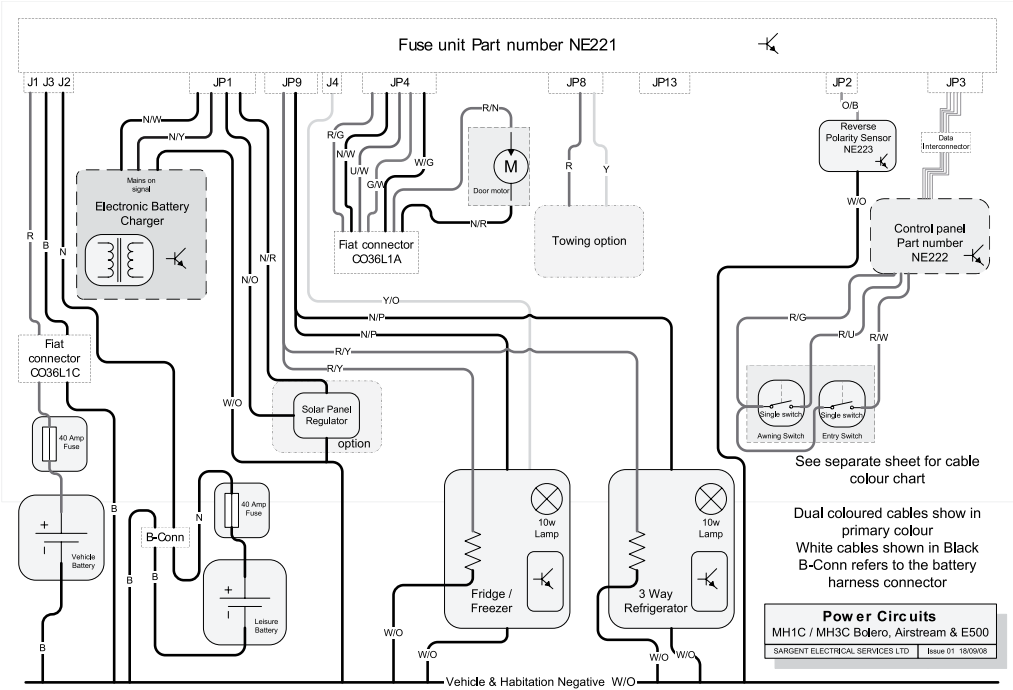 Fuse unit Part number NE221
J1 J3 J2
JP1
JP9
J4
JP4
JP8
JP13
JP2
JP3
N/W
N/Y
R/G
N/W
U/W
G/W
W/G
R/N
M
Door motor
N/R
R
Y
O/B
Reverse
Polarity Sensor
NE223
Data
Interconnector
Mains on
signal
Electronic Battery
Charger
R
B
N
N/O
N/R
Fiat connector
CO36L1A
Towing option
W/O
Control panel
Part number
NE222
Y/O
N/P
N/P
R/Y
R/Y
R/G
R/U
R/W
Fiat
connector
CO36L1C
W/O
Solar Panel
Regulator
option
Single switch
Single switch
Awning Switch
Entry Switch
40 Amp
Fuse
See separate sheet for cable
colour chart
+
–
Vehicle
Battery
B
B-Conn
N
40 Amp
Fuse
10w
Lamp
10w
Lamp
Dual coloured cables show in
primary colour
White cables shown in Black
B-Conn refers to the battery
harness connector
B
B
+
–
Leisure
Battery
Fridge /
Freezer
3 Way
Refrigerator
B
W/O
W/O
W/O
W/O
Power Circuits
MH1C / MH3C Bolero, Airstream & E500
SARGENT ELECTRICAL SERVICES LTD
Issue 01 18/09/08
Vehicle & Habitation Negative W/O